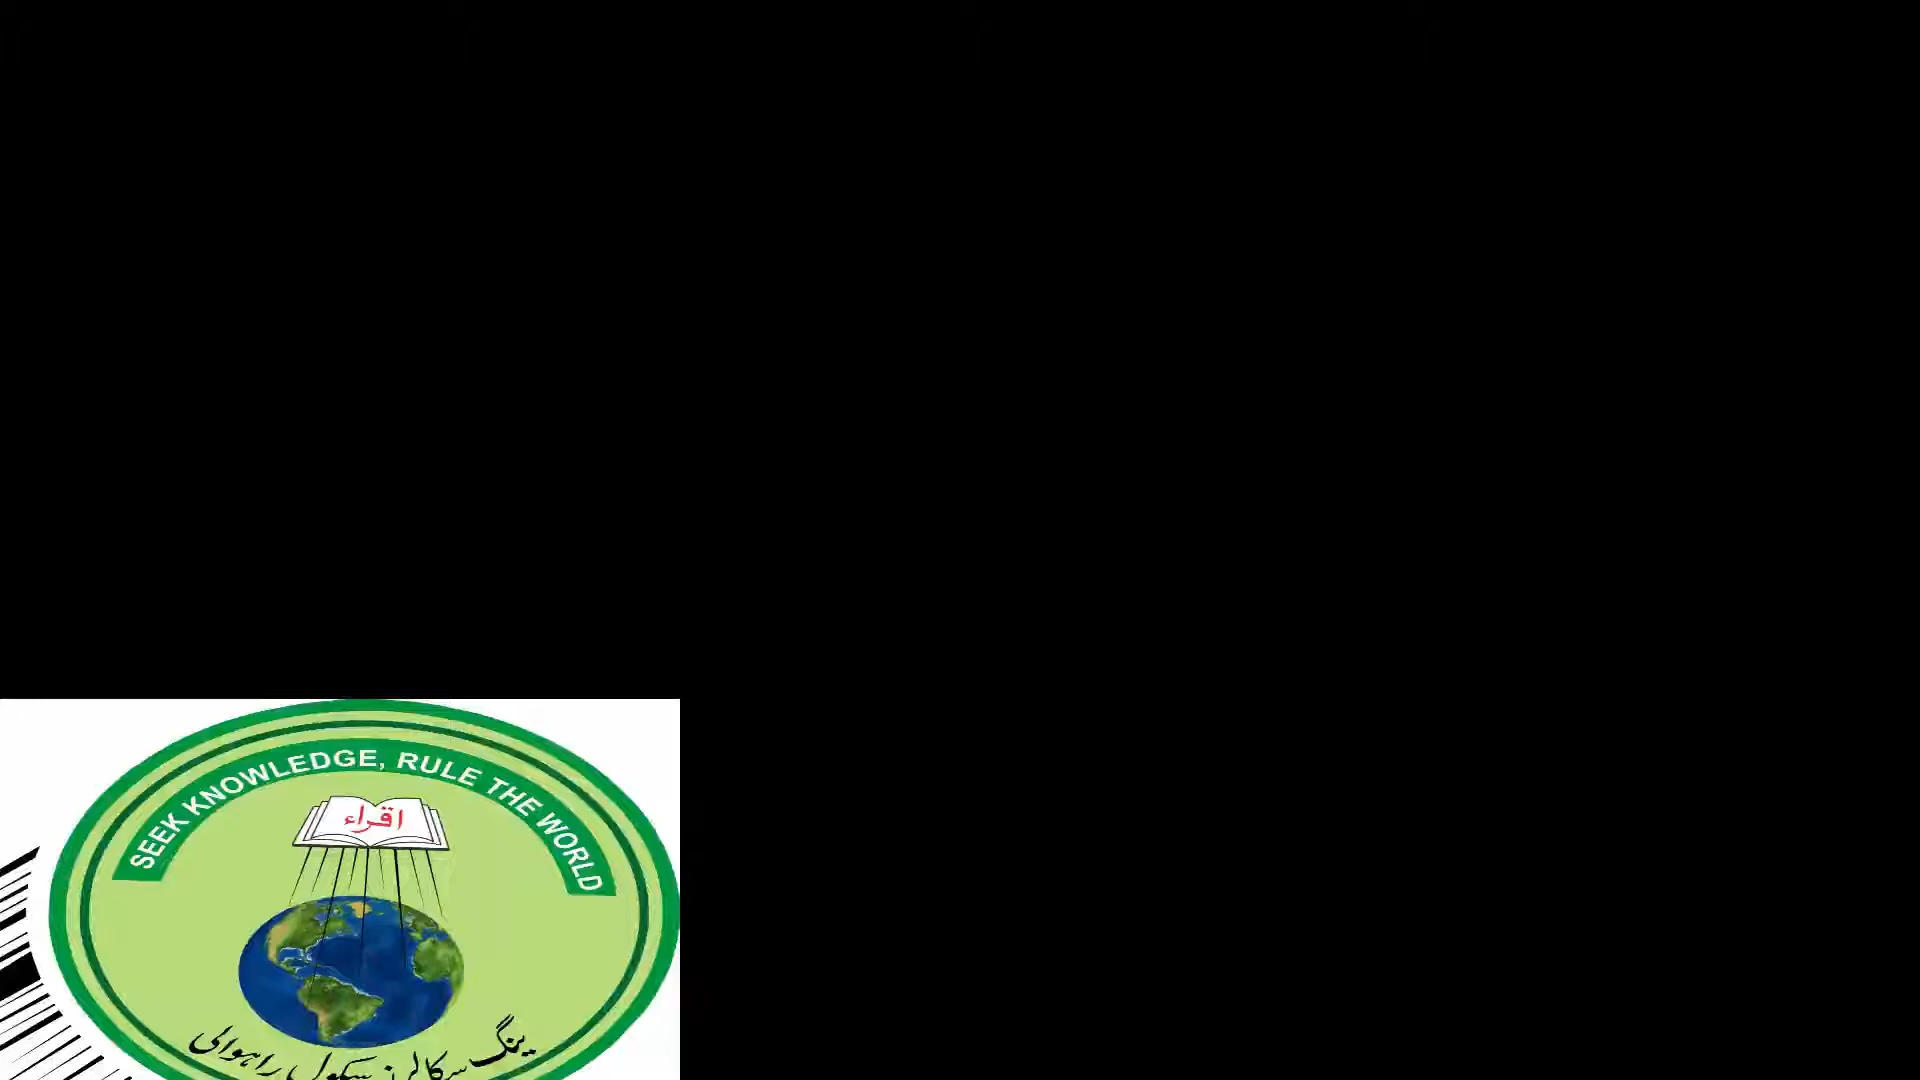 SEEK KNOWLEDGE, RULE THE WORLD
اقراء
ینگ سکالرز سکول راہوالی